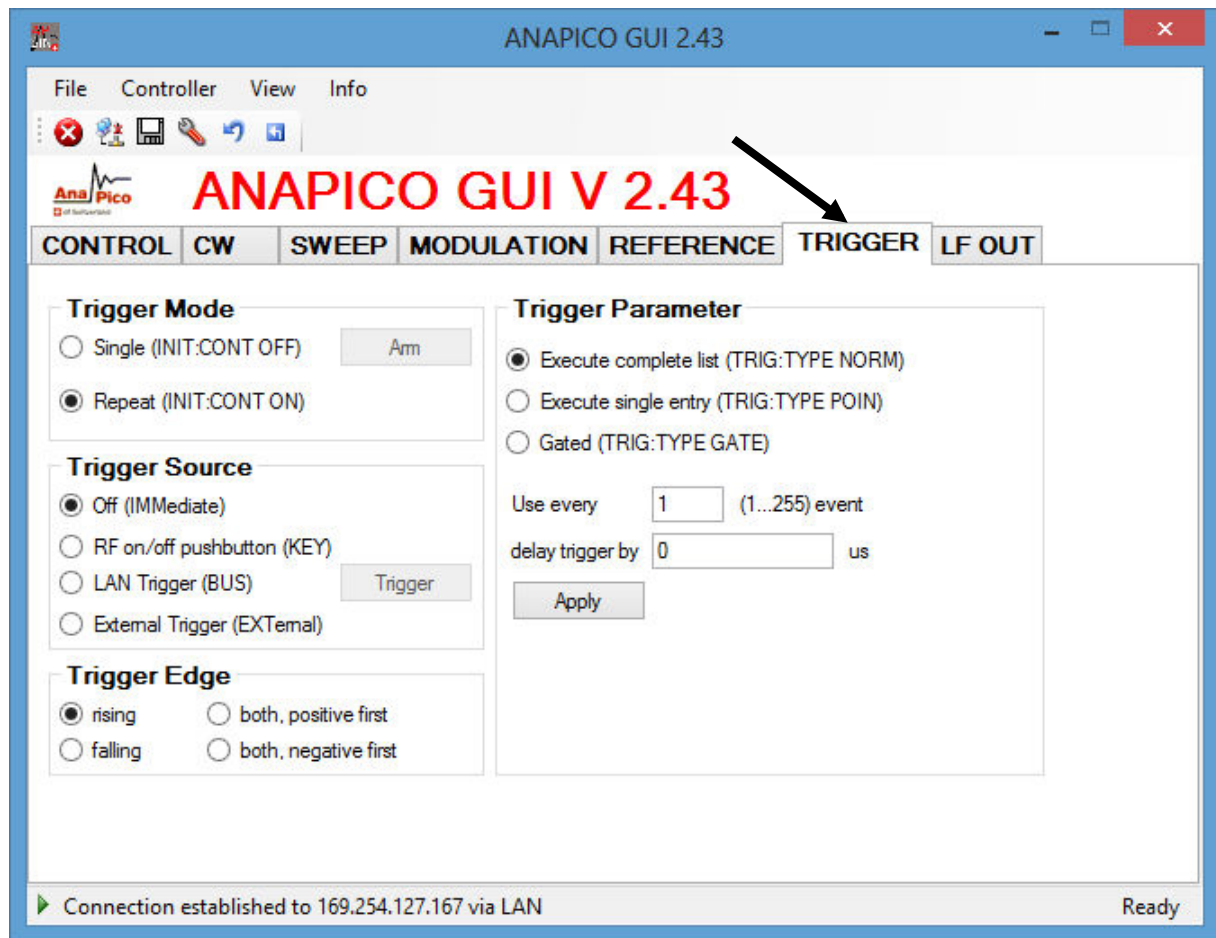 ANAPICO GUI 2.43
File Controller View Info
Ana Pico
ANAPICO GUI V 2.43
CONTROL CW SWEEP MODULATION REFERENCE TRIGGER LF OUT
Trigger Mode
Single (INIT:CONT OFF) Arm
Repeat (INIT:CONT ON)
Trigger Source
Off (IMMediate)
RF on/off pushbutton (KEY)
LAN Trigger (BUS) Trigger
External Trigger (EXTernal)
Trigger Edge
rising both, positive first
falling both, negative first
Trigger Parameter
Execute complete list (TRIG:TYPE NORM)
Execute single entry (TRIG:TYPE POIN)
Gated (TRIG:TYPE GATE)
Use every 1 (1...255) event
delay trigger by 0 us
Apply
Connection established to 169.254.127.167 via LAN Ready